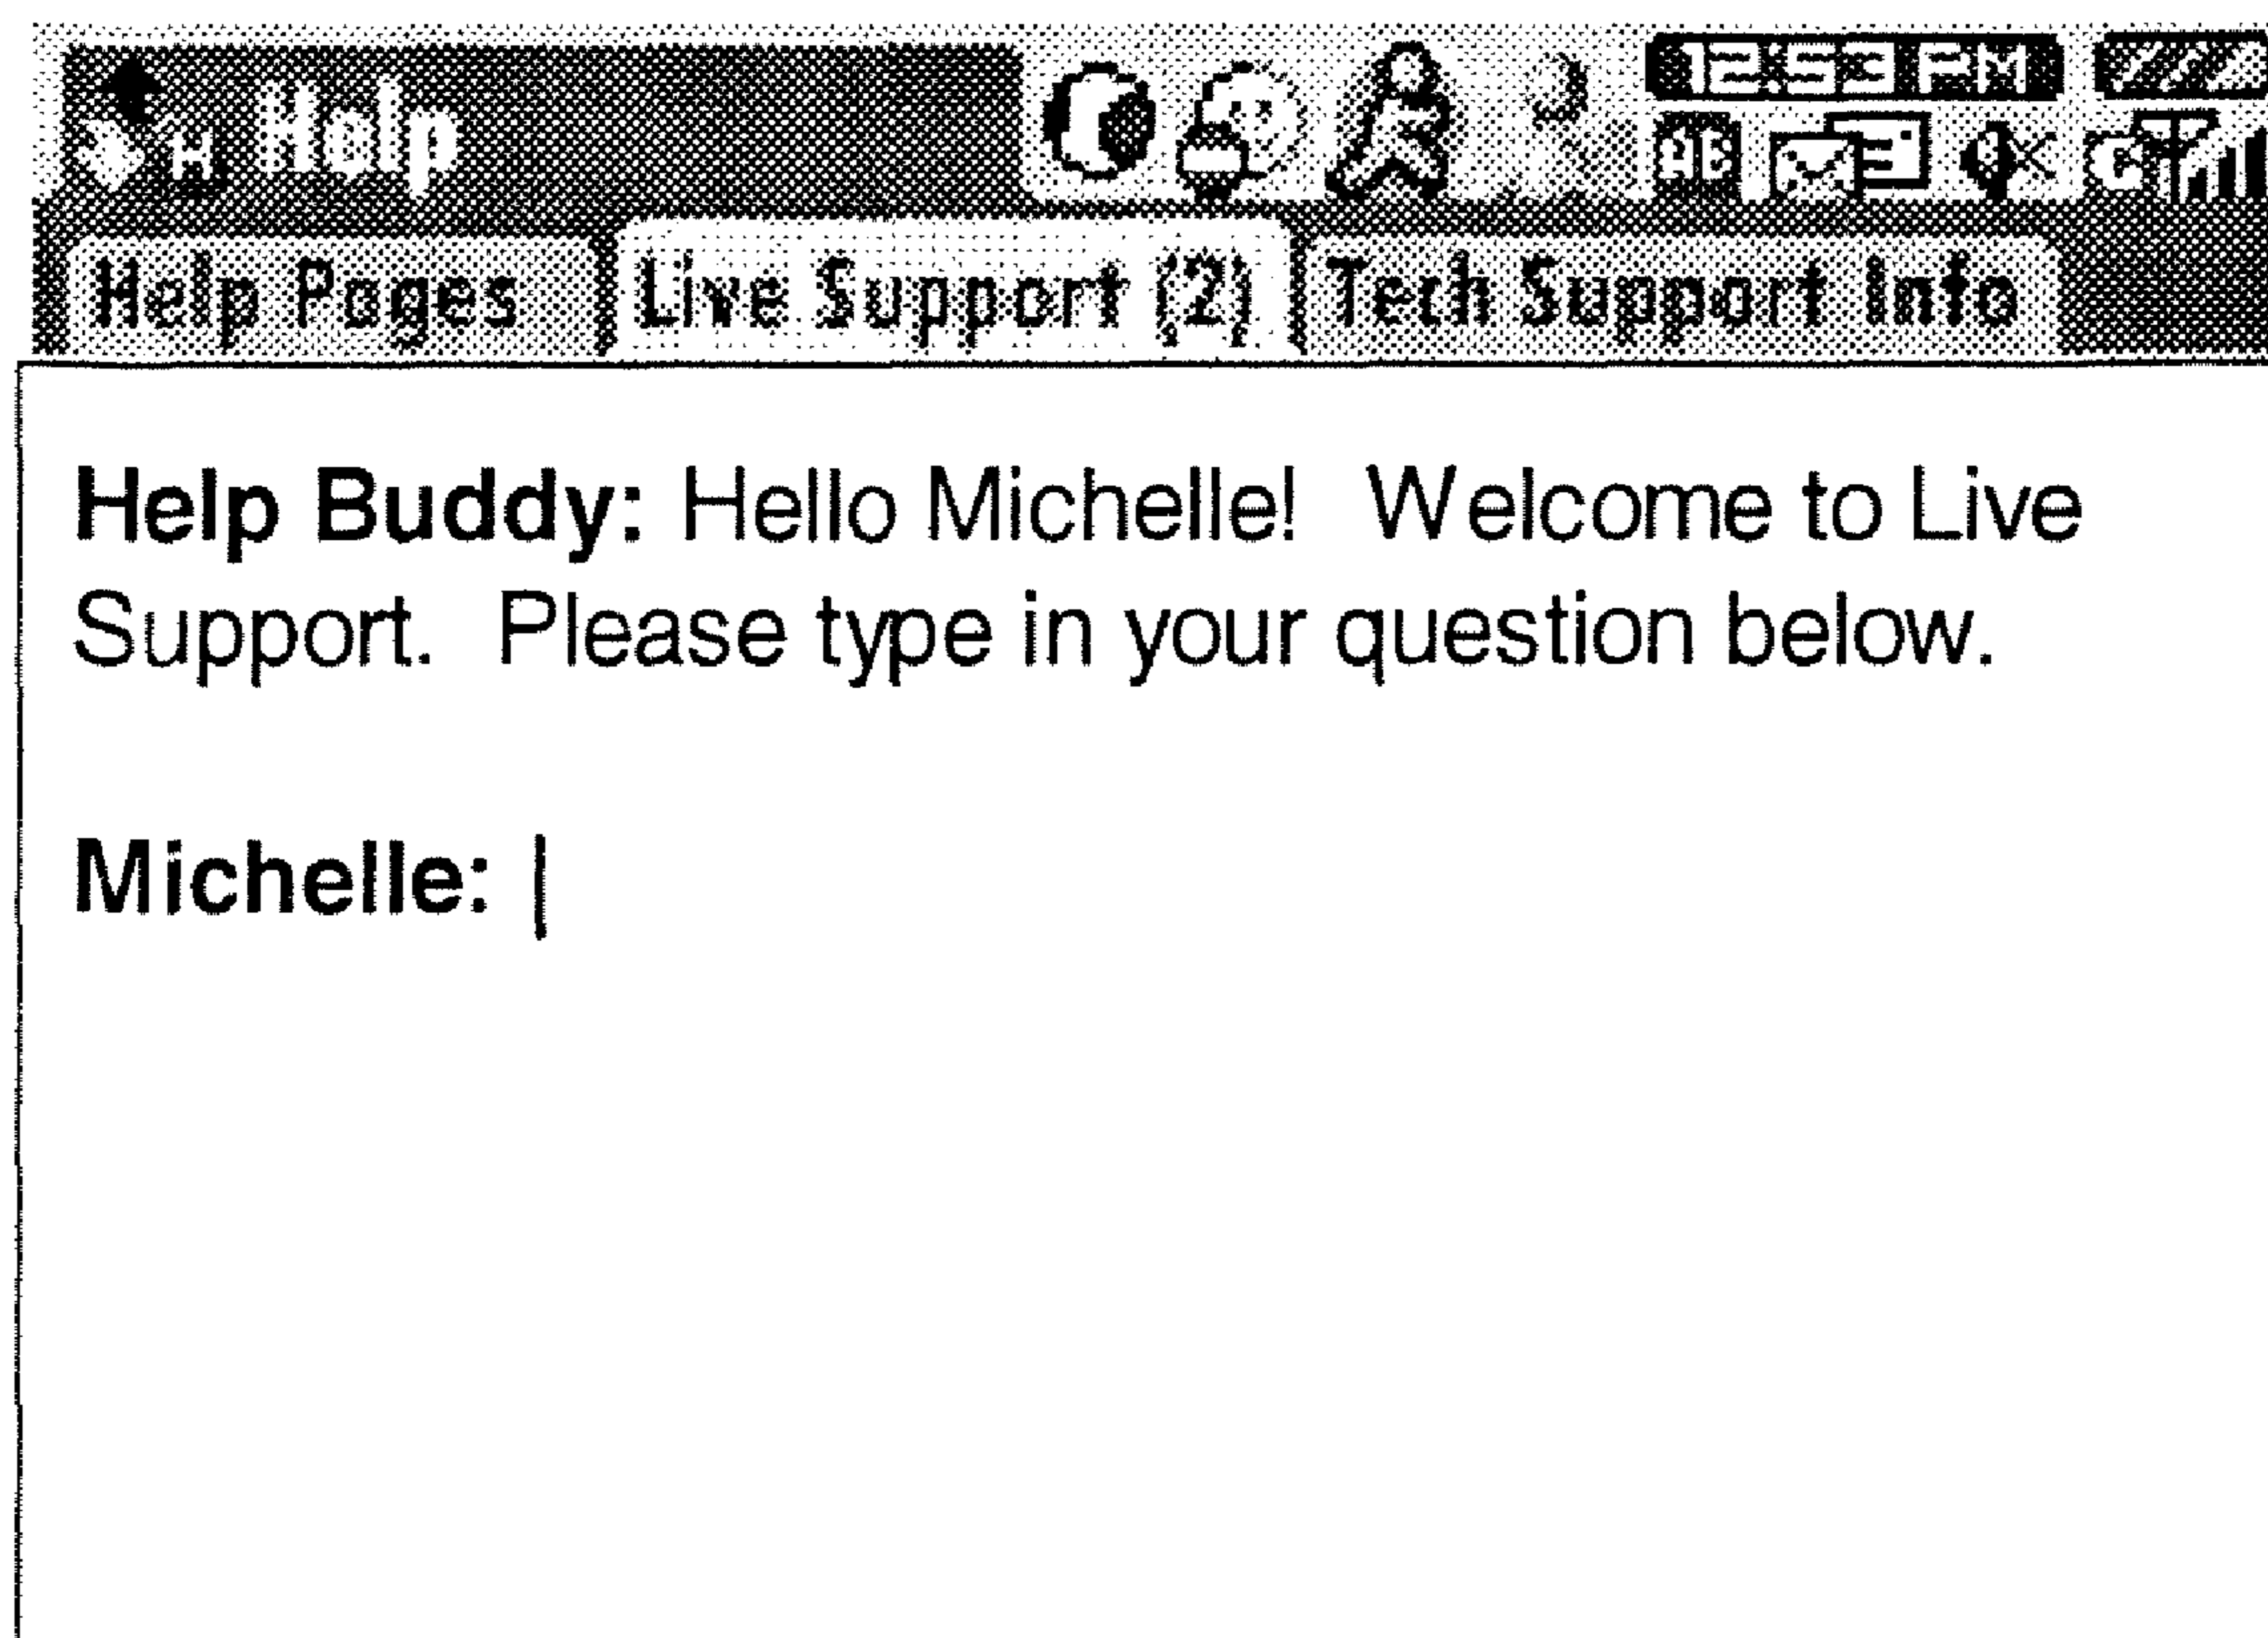 Help
12:53 PM
Help Pages
Live Support (2)
Tech Support Info
Help Buddy: Hello Michelle!  Welcome to Live
Support.  Please type in your question below.
Michelle: